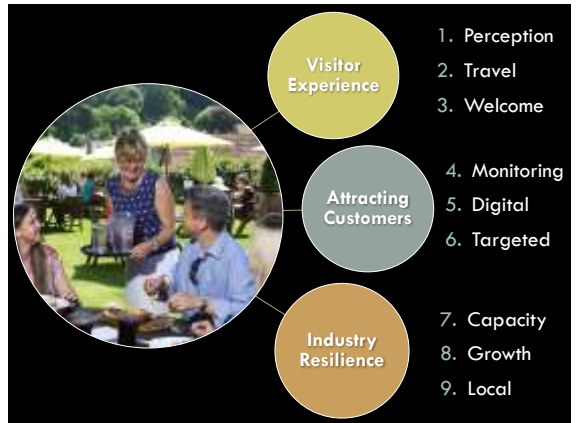 Visitor
Experience
1. Perception
2. Travel
3. Welcome
Attracting
Customers
4. Monitoring
5. Digital
6. Targeted
Industry
Resilience
7. Capacity
8. Growth
9. Local